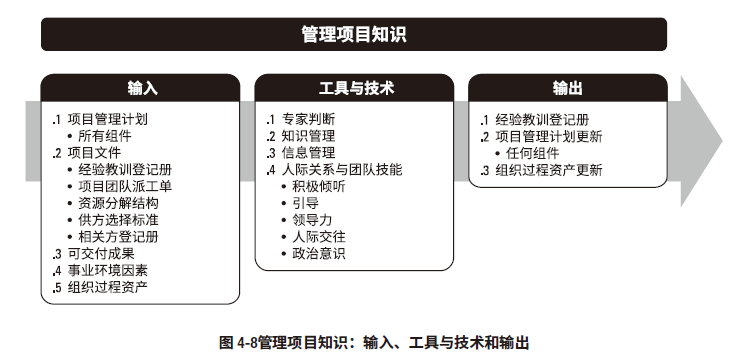 管理项目知识
输入
.1 项目管理计划
• 所有组件
.2 项目文件
• 经验教训登记册
• 项目团队派工单
• 资源分解结构
• 供方选择标准
• 相关方登记册
.3 可交付成果
.4 事业环境因素
.5 组织过程资产
工具与技术
.1 专家判断
.2 知识管理
.3 信息管理
.4 人际关系与团队技能
• 积极倾听
• 引导
• 领导力
• 人际交往
• 政治意识
输出
.1 经验教训登记册
.2 项目管理计划更新
• 任何组件
.3 组织过程资产更新
图 4-8管理项目知识：输入、工具与技术和输出